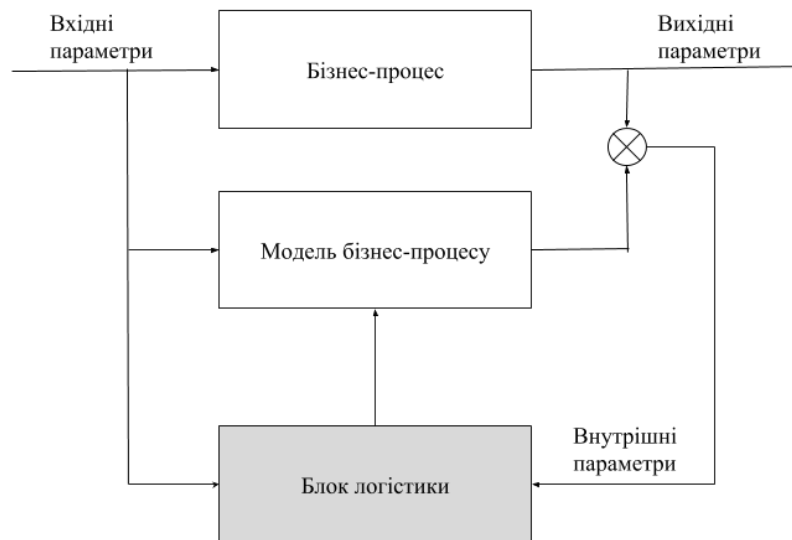 Вхідні
параметри
Вихідні
параметри
Бізнес-процес
Модель бізнес-процесу
Внутрішні
параметри
Блок логістики